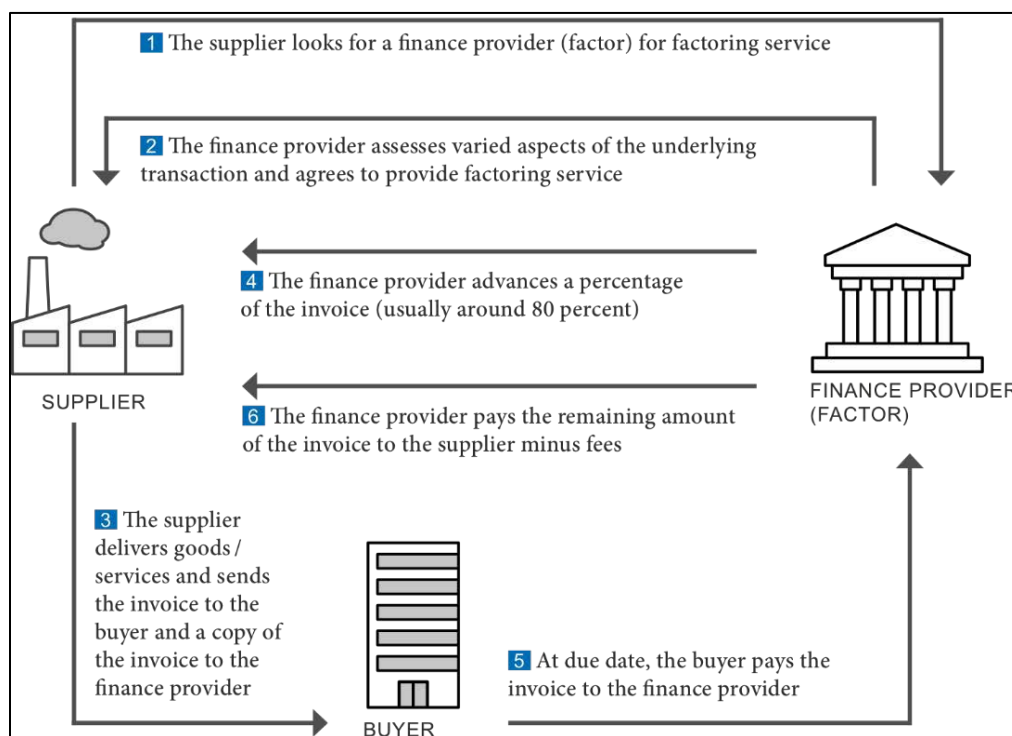 1 The supplier looks for a finance provider (factor) for factoring service
2 The finance provider assesses varied aspects of the underlying
transaction and agrees to provide factoring service
4 The finance provider advances a percentage
of the invoice (usually around 80 percent)
SUPPLIER
FINANCE PROVIDER
(FACTOR)
6 The finance provider pays the remaining amount
of the invoice to the supplier minus fees
3 The supplier
delivers goods/
services and sends
the invoice to the
buyer and a copy of
the invoice to the
finance provider
5 At due date, the buyer pays the
invoice to the finance provider
BUYER